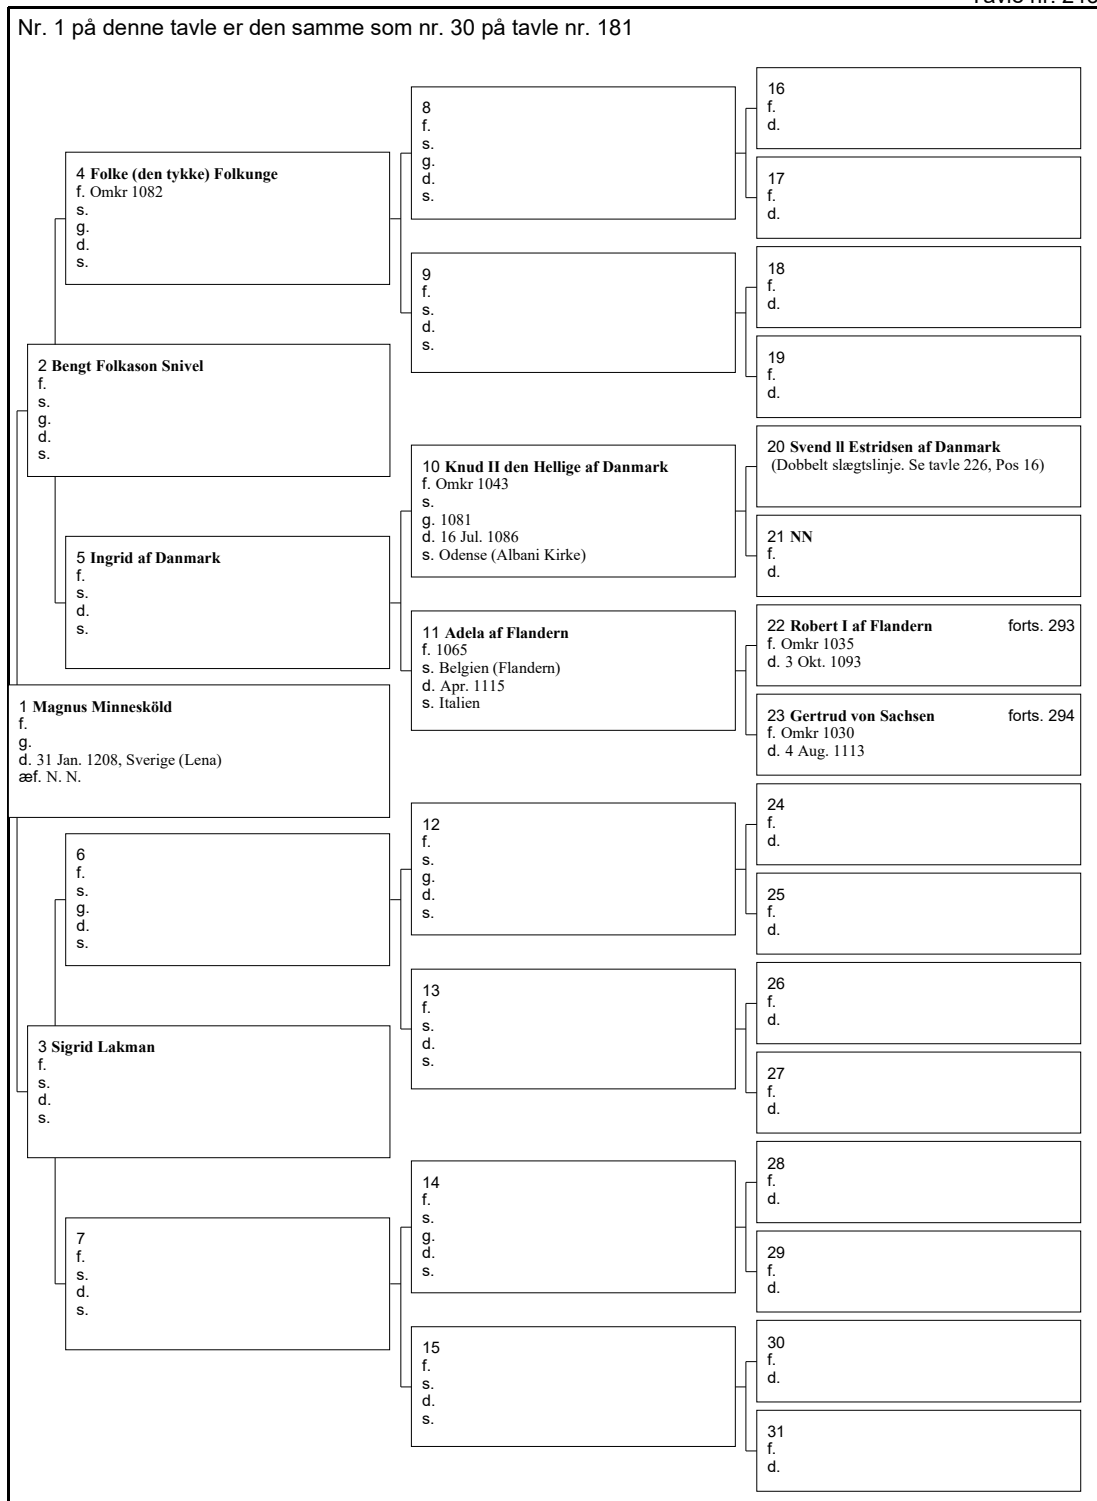 Nr. 1 på denne tavle er den samme som nr. 30 på tavle nr. 181
1 Magnus Minnesköld
f.
g.
d. 31 Jan. 1208, Sverige (Lena)
æf. N. N.
2 Bengt Folkason Snivel
f.
s.
g.
d.
s.
3 Sigrid Lakman
f.
s.
d.
s.
4 Folke (den tykke) Folkunge
f. Omkr 1082
s.
g.
d.
s.
5 Ingrid af Danmark
f.
s.
d.
s.
6
f.
s.
g.
d.
s.
7
f.
s.
d.
s.
8
f.
s.
g.
d.
s.
9
f.
s.
d.
s.
10 Knud II den Hellige af Danmark
f. Omkr 1043
s.
g. 1081
d. 16 Jul. 1086
s. Odense (Albani Kirke)
11 Adela af Flandern
f. 1065
s. Belgien (Flandern)
d. Apr. 1115
s. Italien
12
f.
s.
g.
d.
s.
13
f.
s.
d.
s.
14
f.
s.
g.
d.
s.
15
f.
s.
d.
s.
16
f.
d.
17
f.
d.
18
f.
d.
19
f.
d.
20 Svend ll Estridsen af Danmark
(Dobbelt slægtslinje. Se tavle 226, Pos 16)
21 NN
f.
d.
22 Robert I af Flandern forts. 293
f. Omkr 1035
d. 3 Okt. 1093
23 Gertrud von Sachsen forts. 294
f. Omkr 1030
d. 4 Aug. 1113
24
f.
d.
25
f.
d.
26
f.
d.
27
f.
d.
28
f.
d.
29
f.
d.
30
f.
d.
31
f.
d.